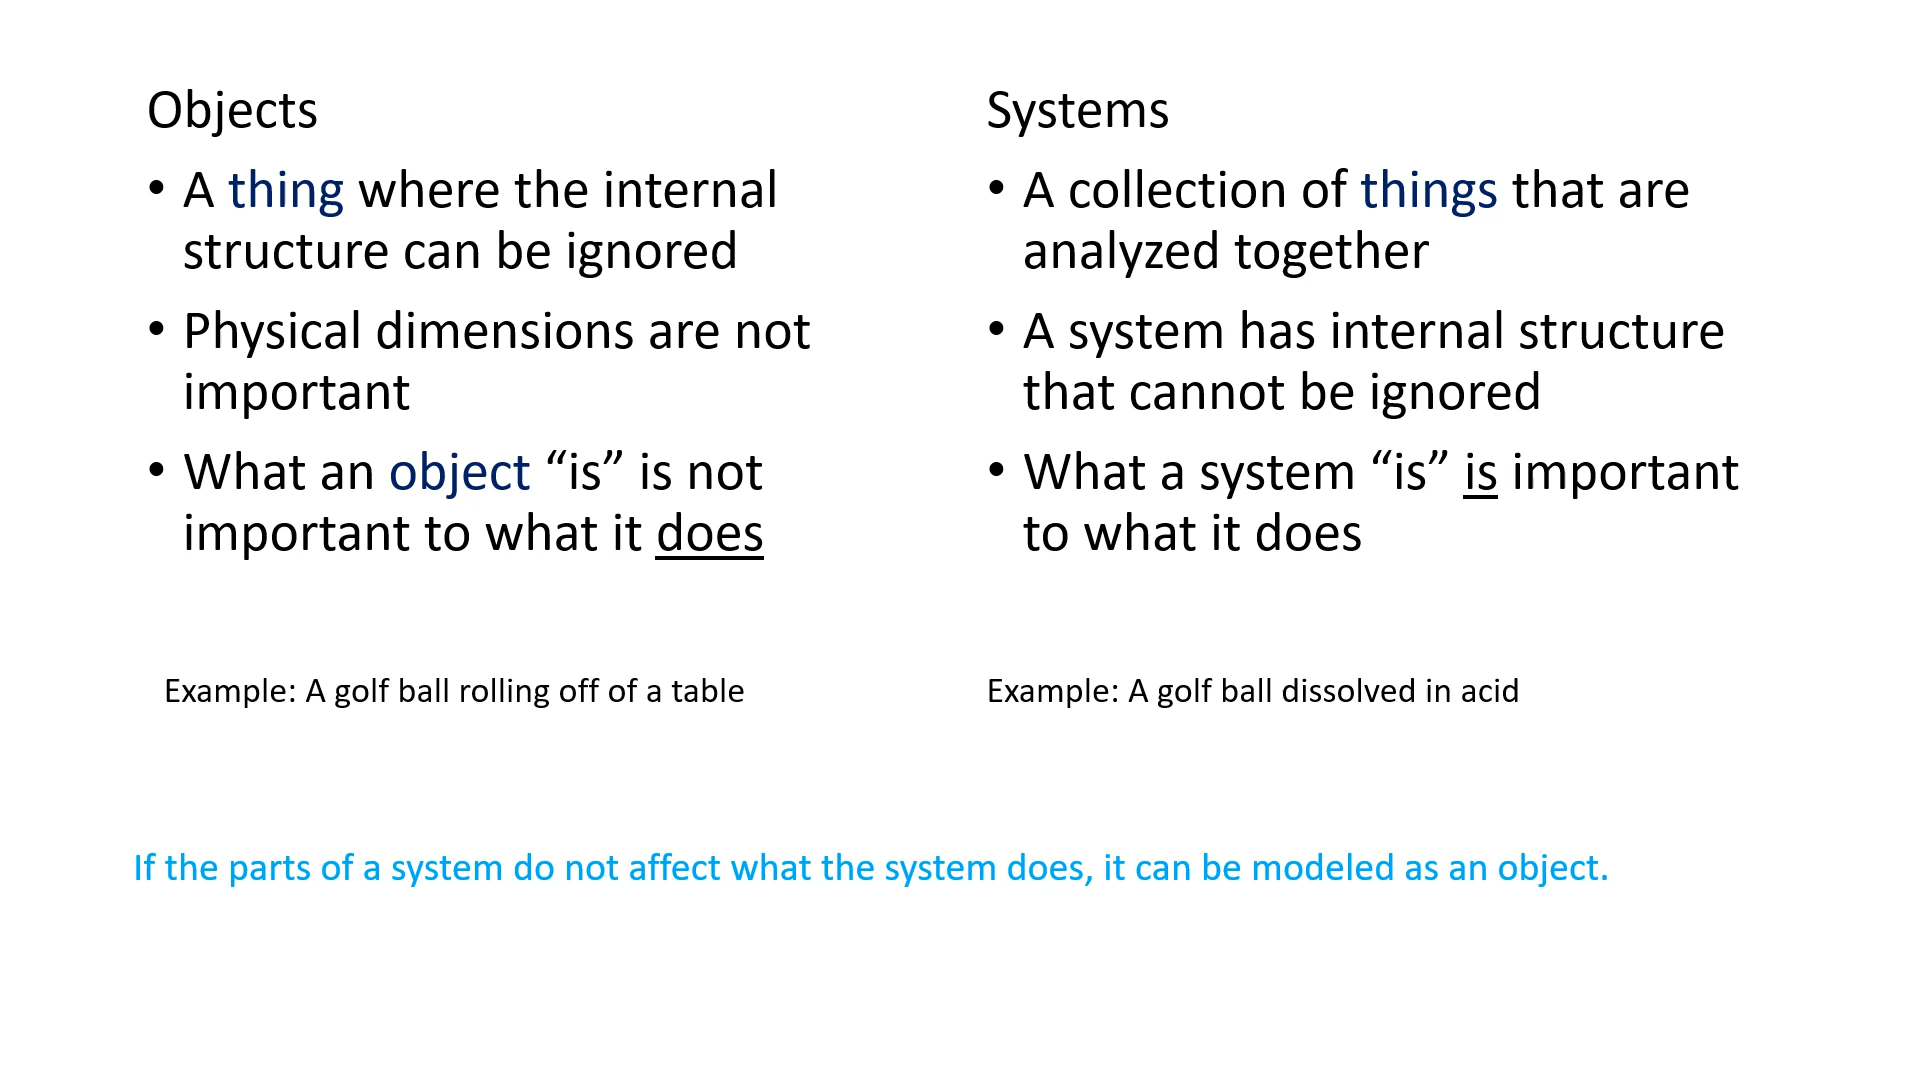 Objects
• A thing where the internal
structure can be ignored
• Physical dimensions are not
important
• What an object “is” is not
important to what it does
Example: A golf ball rolling off of a table
Systems
• A collection of things that are
analyzed together
• A system has internal structure
that cannot be ignored
• What a system “is” is important
to what it does
Example: A golf ball dissolved in acid
If the parts of a system do not affect what the system does, it can be modeled as an object.